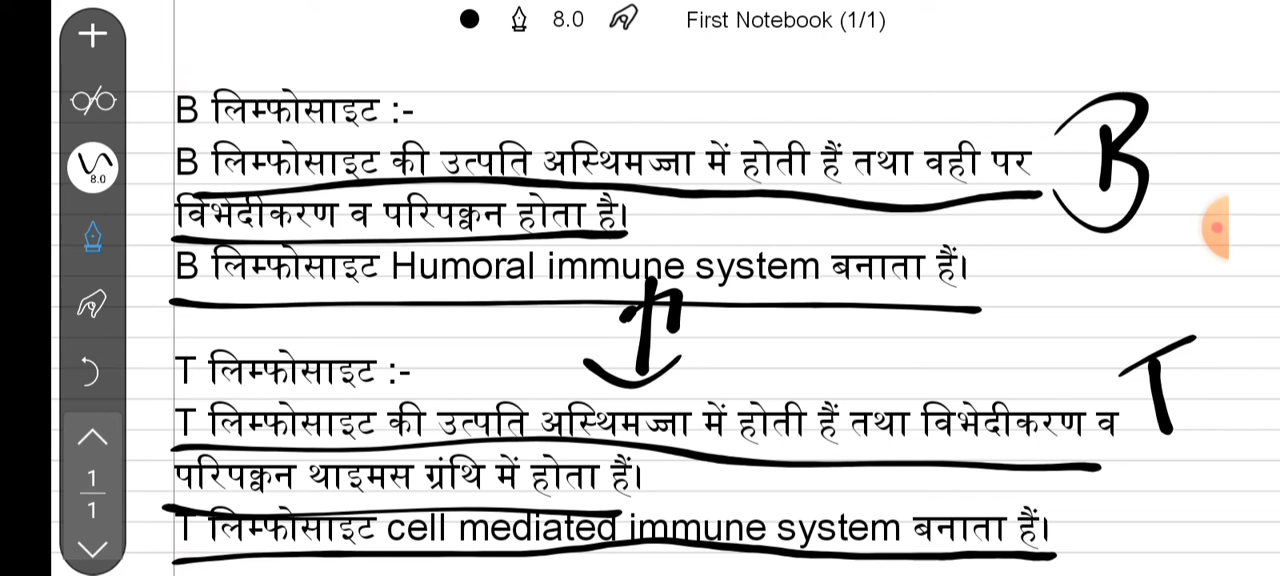 8.0 First Notebook (1/1)
8.0
B लिम्फोसाइट :-
B लिम्फोसाइट की उत्पति अस्थिमज्जा में होती हैं तथा वही पर
विभेदीकरण व परिपक्वन होता है।
B
B लिम्फोसाइट Humoral immune system बनाता हैं।
T लिम्फोसाइट :-
T लिम्फोसाइट की उत्पति अस्थिमज्जा में होती हैं तथा विभेदीकरण व
परिपक्वन थाइमस ग्रंथि में होता हैं।
T
T लिम्फोसाइट cell mediated immune system बनाता हैं।
1
1